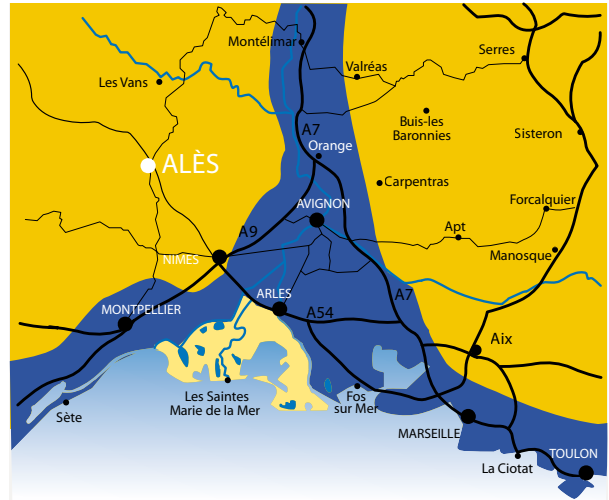 Montélimar
Serres
Valréas
Les Vans
Buis-les
Baronnies
A7
Sisteron
Orange
ALÈS
Carpentras
Forcalquier
AVIGNON
Apt
A9
Manosque
NIMES
A7
ARLES
MONTPELLIER
A54
Aix
Les Saintes
Marie de la Mer
Fos
sur Mer
Sète
MARSEILLE
TOULON
La Ciotat